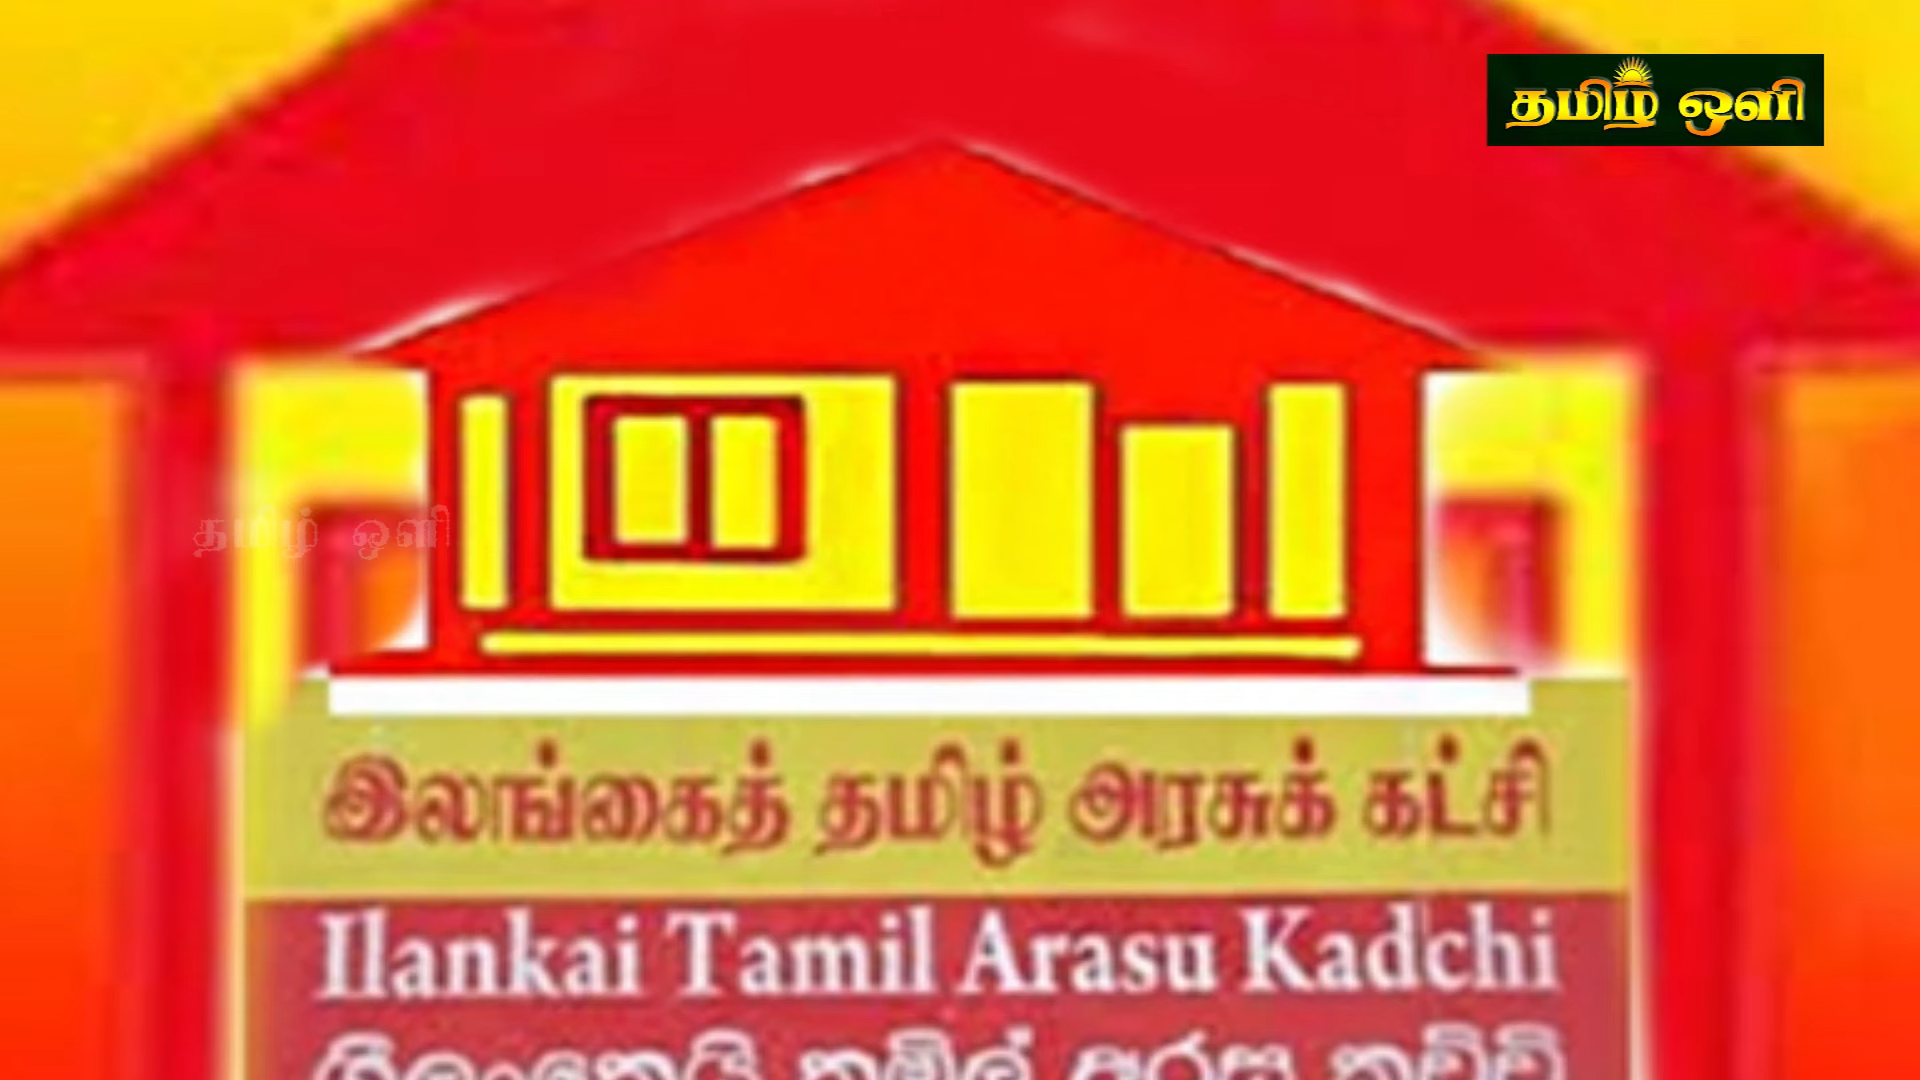 தமிழ் ஒளி
தமிழ் ஒளி
இலங்கைத் தமிழ் அரசுக் கட்சி
Ilankai Tamil Arasu Kadchi